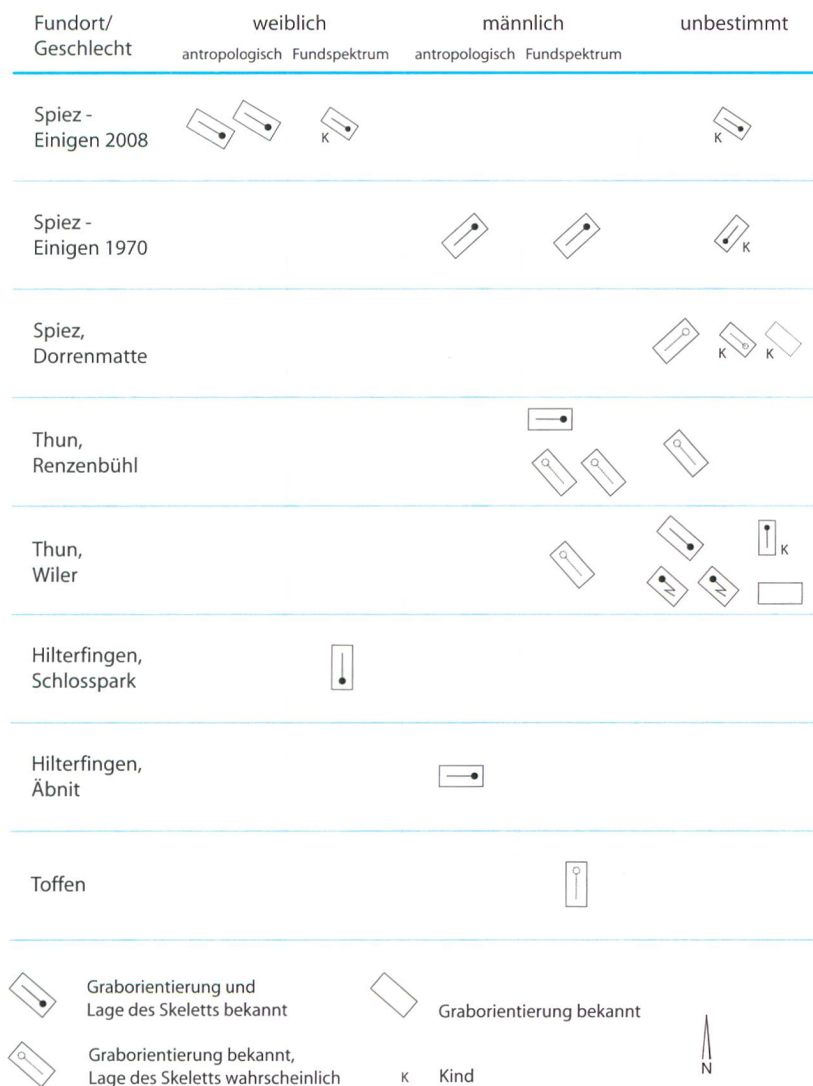 Fundort/
Geschlecht
weiblich
männlich
unbestimmt
antropologisch Fundspektrum
antropologisch Fundspektrum
Spiez -
Einigen 2008
K
K
Spiez -
Einigen 1970
K
Spiez,
Dorrenmatte
K
K
Thun,
Renzenbühl
Thun,
Wiler
K
Hilterfingen,
Schlosspark
Hilterfingen,
Äbnit
Toffen
Graborientierung und
Lage des Skeletts bekannt
Graborientierung bekannt
Graborientierung bekannt,
Lage des Skeletts wahrscheinlich
K Kind
N